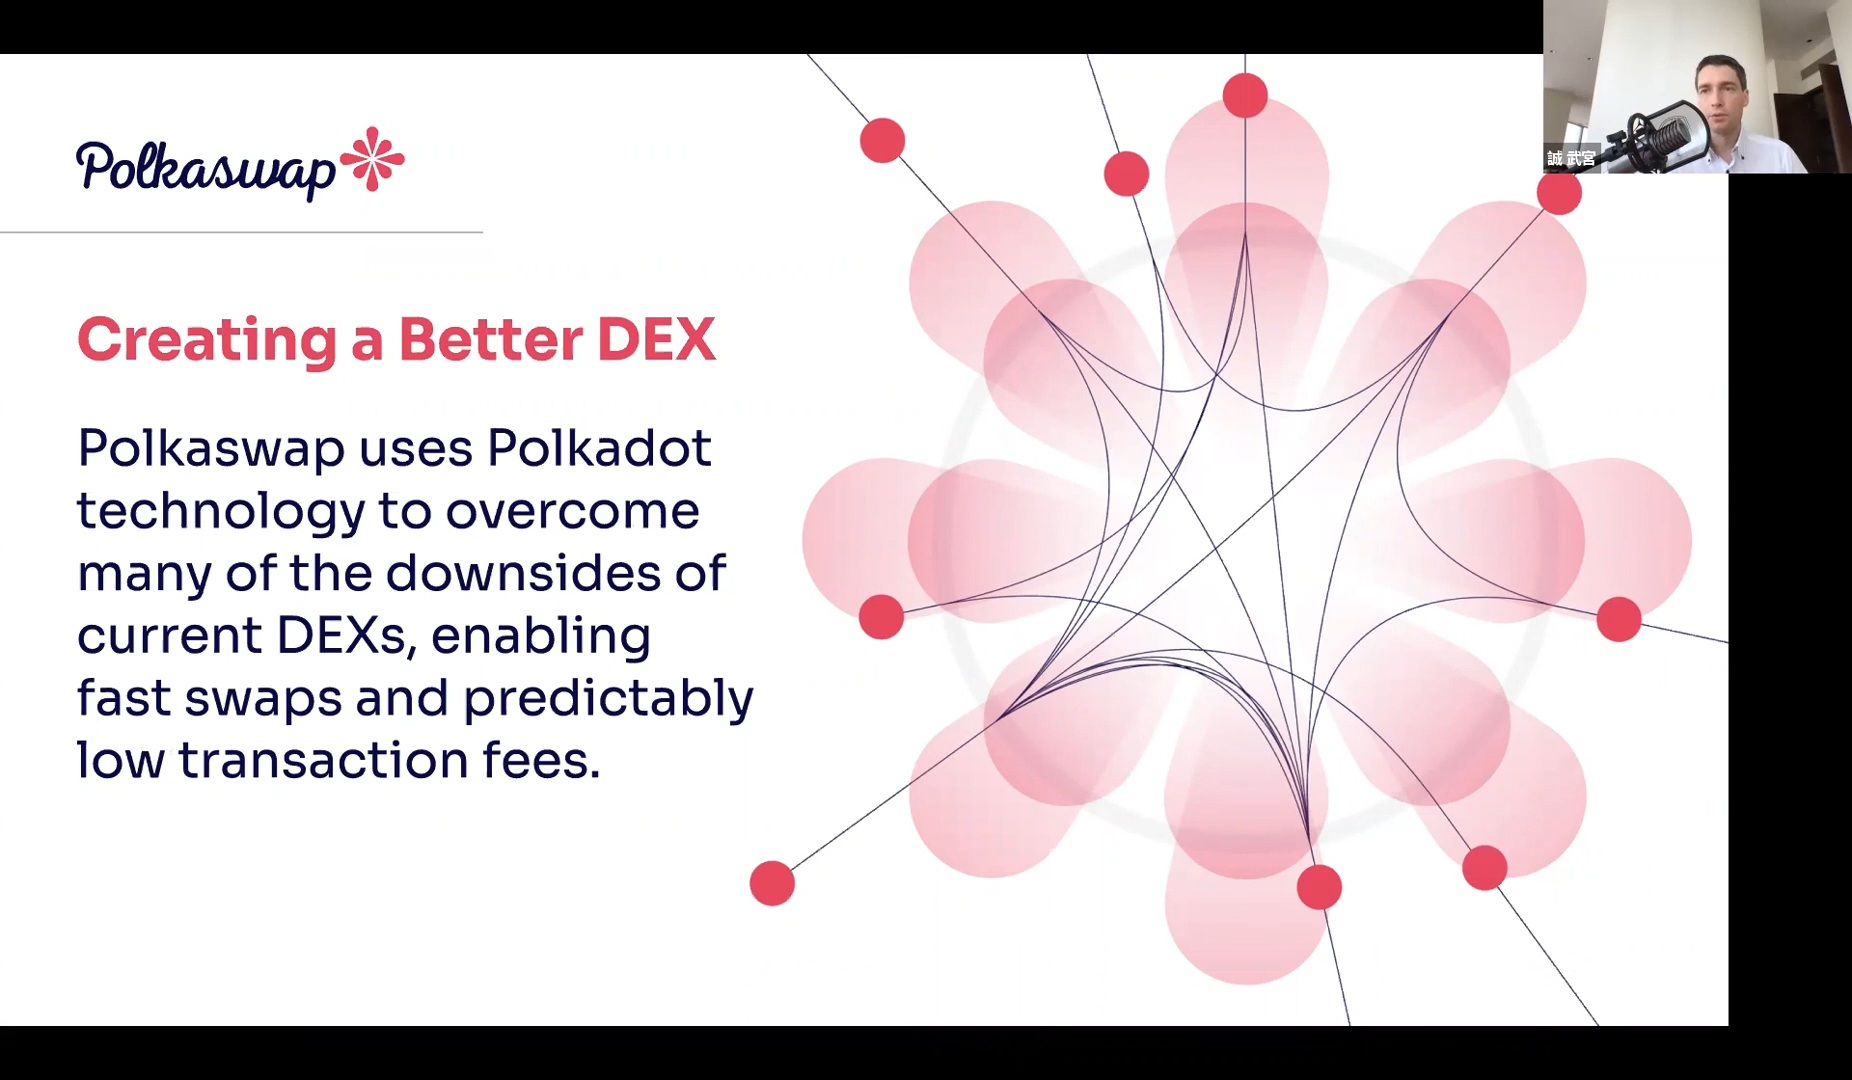 Polkaswap
Creating a Better DEX
Polkaswap uses Polkadot
technology to overcome
many of the downsides of
current DEXs, enabling
fast swaps and predictably
low transaction fees.
誠 武宮